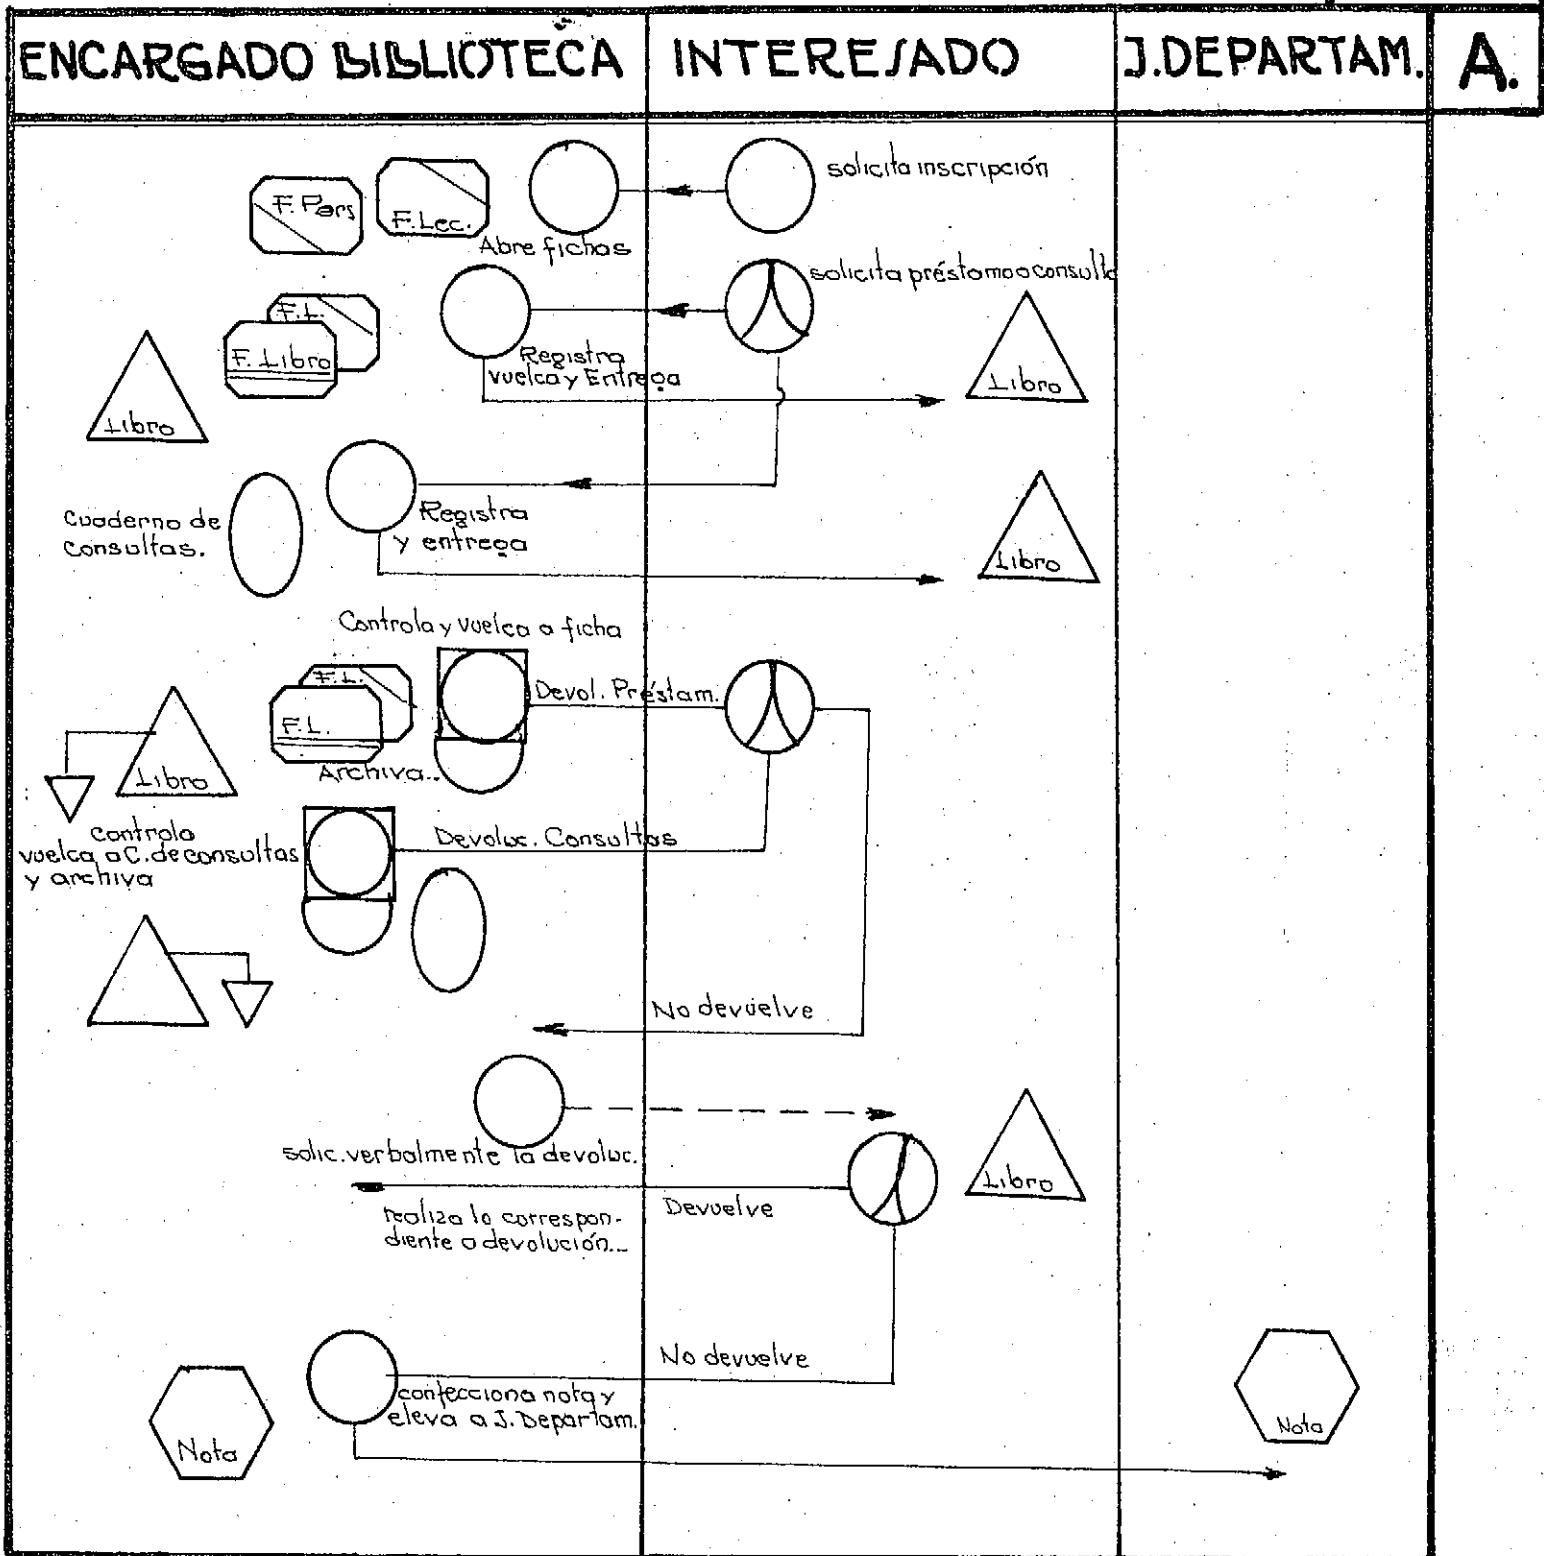 ENCARGADO BIBLIOTECA
INTERESADO
J.DEPARTAM.
A.
solicita inscripción
F. Pers
F. Lec.
Abre fichas
solicita préstamo o consulta
F.L.
F. Libro
Libro
Registra
vuelca y Entrega
Libro
Cuaderno de
consultas.
Registra
y entrega
Libro
Controla y vuelca a ficha
F.L.
F.L.
Devol. Préstam.
Libro
Archiva..
Controla
vuelca a C. de consultas
y archiva
Devoluc. Consultas
No devuelve
solic. verbalmente la devoluc.
Libro
Devuelve
realiza lo correspon-
diente a devolución...
No devuelve
confecciona nota y
eleva a J. Departam.
Nota
Nota